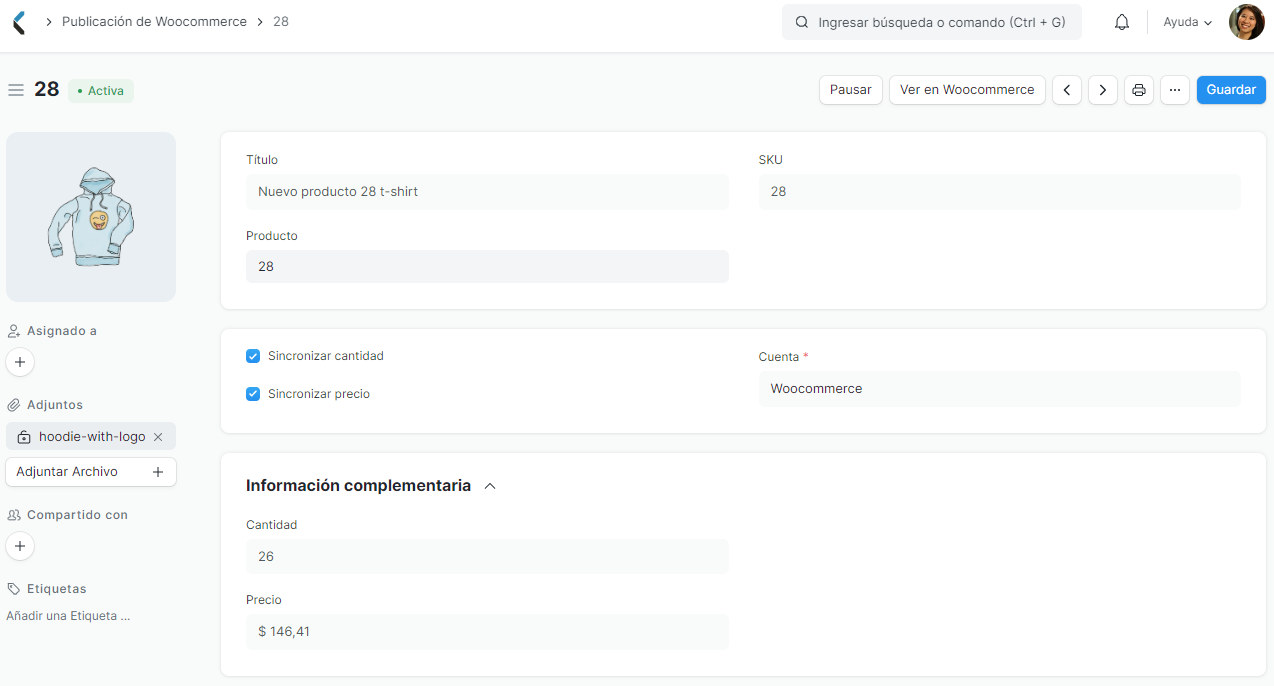 Publicación de Woocommerce 28
Ingresar búsqueda o comando (Ctrl + G)
Ayuda
28
Activa
Pausar
Ver en Woocommerce
Guardar
Título
Nuevo producto 28 t-shirt
SKU
28
Producto
28
Asignado a
Adjuntos
hoodie-with-logo
Adjuntar Archivo
Compartido con
Etiquetas
Añadir una Etiqueta ...
Sincronizar cantidad
Sincronizar precio
Cuenta *
Woocommerce
Información complementaria
Cantidad
26
Precio
$ 146,41